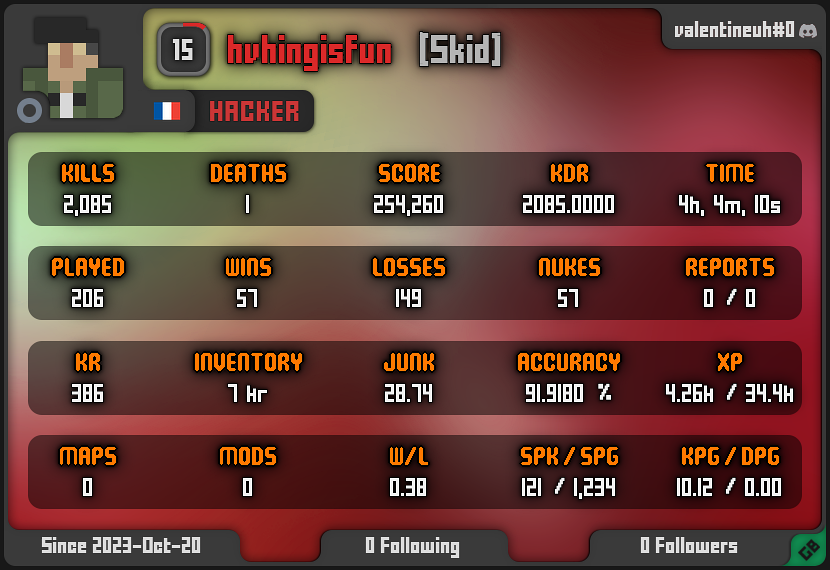 15 hvhingisfun [Skid] valentineuh#0
HACKER
KILLS DEATHS SCORE KDR TIME
2,085 1 254,260 2085.0000 4h, 4m, 10s
PLAYED WINS LOSSES NUKES REPORTS
206 57 149 57 0 / 0
KR INVENTORY JUNK ACCURACY XP
386 7 kr 28.74 91.9180 % 4.26k / 34.4k
MAPS MODS W/L SPK / SPG KPG / DPG
0 0 0.38 121 / 1,234 10.12 / 0.00
Since 2023-Oct-20 0 Following 0 Followers GB